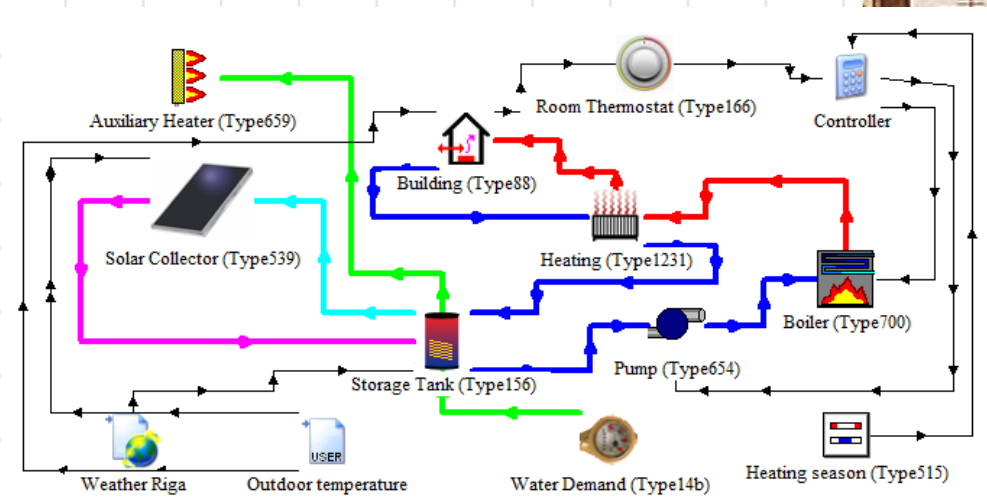 Auxiliary Heater (Type659)
Room Thermostat (Type166)
Controller
Building (Type88)
Solar Collector (Type539)
Heating (Type1231)
Boiler (Type700)
Pump (Type654)
Storage Tank (Type156)
USER
Weather Riga
Outdoor temperature
Water Demand (Type14b)
Heating season (Type515)